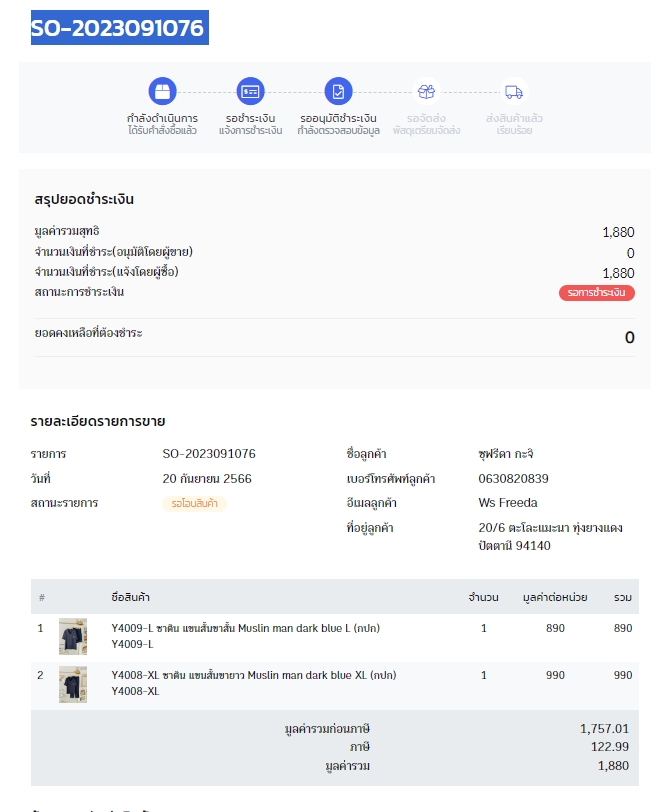 SO-2023091076
กำลังดำเนินการ
ได้รับคำสั่งซื้อแล้ว
รอชำระเงิน
แจ้งการชำระเงิน
รออนุมัติชำระเงิน
กำลังตรวจสอบข้อมูล
รอจัดส่ง
พัสดุเตรียมจัดส่ง
ส่งสินค้าแล้ว
เรียบร้อย
สรุปยอดชำระเงิน
มูลค่ารวมสุทธิ 1,880
จำนวนเงินที่ชำระ(อนุมัติโดยผู้ขาย) 0
จำนวนเงินที่ชำระ(แจ้งโดยผู้ซื้อ) 1,880
สถานะการชำระเงิน รอการชำระเงิน
ยอดคงเหลือที่ต้องชำระ 0
รายละเอียดรายการขาย
รายการ SO-2023091076 ชื่อลูกค้า ซุฟรีดา กะจิ
วันที่ 20 กันยายน 2566 เบอร์โทรศัพท์ลูกค้า 0630820839
สถานะรายการ รอโอนสินค้า อีเมลลูกค้า Ws Freeda
ที่อยู่ลูกค้า 20/6 ตะโละแมะนา ทุ่งยางแดง
ปัตตานี 94140
# ชื่อสินค้า จำนวน มูลค่าต่อหน่วย รวม
1 Y4009-L ซาติน แขนสั้นขาสั้น Muslin man dark blue L (กปก) 1 890 890
Y4009-L
2 Y4008-XL ซาติน แขนสั้นขายาว Muslin man dark blue XL (กปก) 1 990 990
Y4008-XL
มูลค่ารวมก่อนภาษี 1,757.01
ภาษี 122.99
มูลค่ารวม 1,880